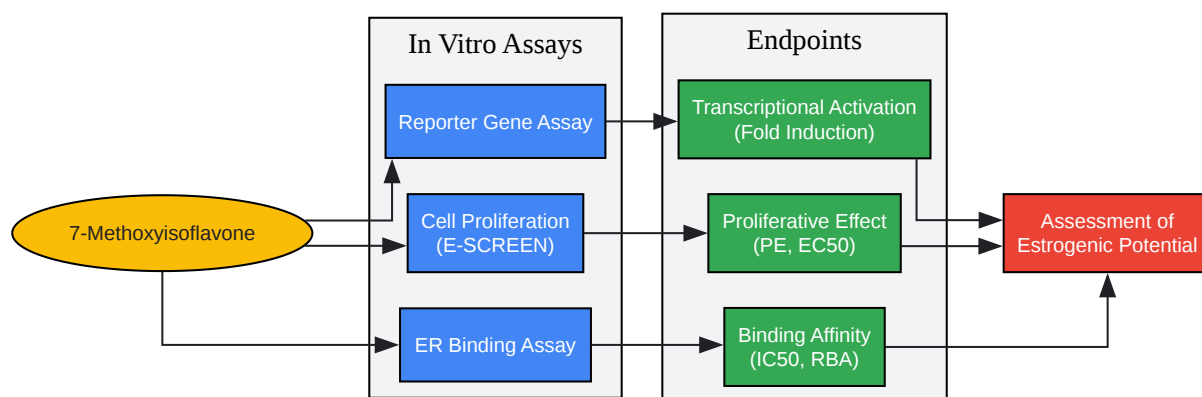 In Vitro Assays
Endpoints
Reporter Gene Assay
Transcriptional Activation
(Fold Induction)
7-Methoxyisoflavone
Cell Proliferation
(E-SCREEN)
Proliferative Effect
(PE, EC50)
Assessment of
Estrogenic Potential
ER Binding Assay
Binding Affinity
(IC50, RBA)